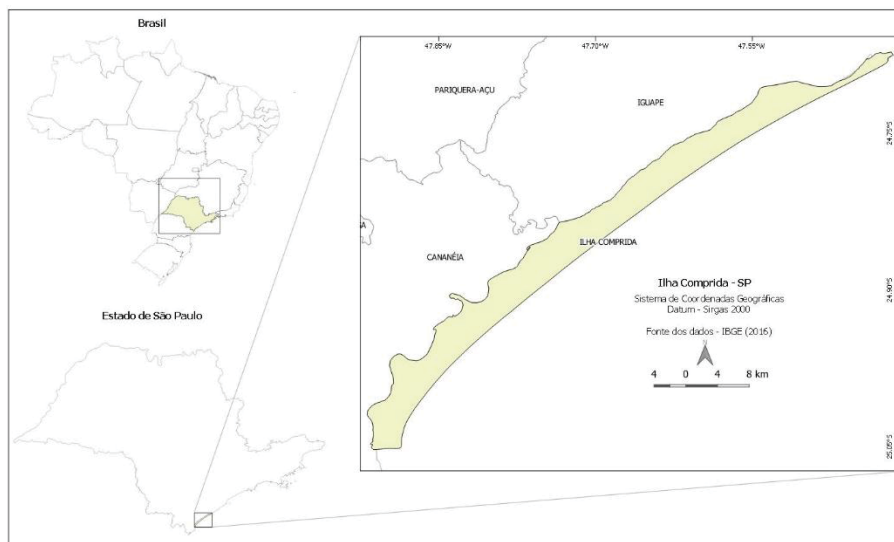 Brasil
47.85°W
47.70°W
47.55°W
PARIQUERA-AÇU
IGUAPE
24.75°S
CANANÉIA
ILHA COMPRIDA
24.90°S
Ilha Comprida - SP
Sistema de Coordenadas Geográficas
Datum - Sirgas 2000
Fonte dos dados - IBGE (2016)
N
4 0 4 8 km
Estado de São Paulo
25.05°S